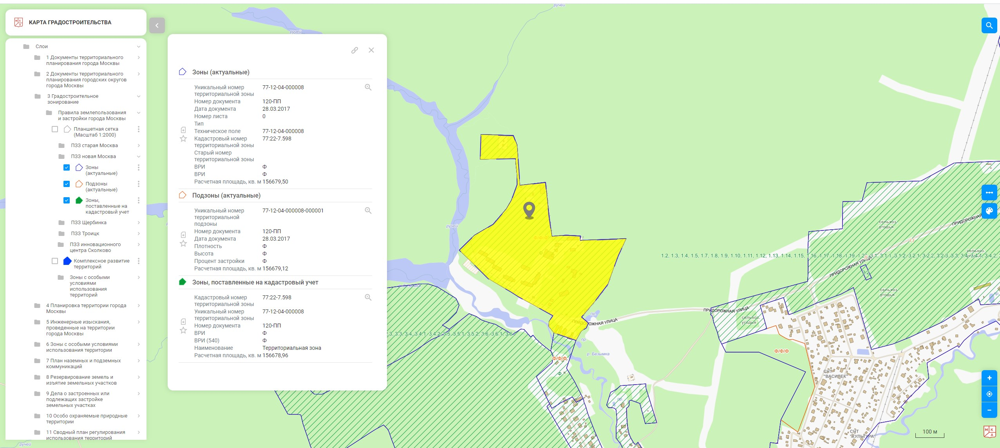 КАРТА ГРАДОСТРОИТЕЛЬСТВА
Слои
1 Документы территориального
планирования города Москвы
2 Документы территориального
планирования городских округов
города Москвы
3 Градостроительное
зонирование
Правила землепользования
и застройки города Москвы
Планшетная сетка
(Масштаб 1:2000)
ПЗЗ старая Москва
ПЗЗ новая Москва
Зоны
(актуальные)
Подзоны
(актуальные)
Зоны,
поставленные на
кадастровый учет
ПЗЗ Щербинка
ПЗЗ Троицк
ПЗЗ инновационного
центра Сколково
Комплексное развитие
территорий
Зоны с особыми
условиями
использования
территорий
4 Планировка территории города
Москвы
5 Инженерные изыскания,
проведенные на территории
города Москвы
6 Зоны с особыми условиями
использования территории
7 План наземных и подземных
коммуникаций
8 Резервирование земель и
изъятие земельных участков
9 Дела о застроенных или
подлежащих застройке
земельных участках
10 Особо охраняемые природные
территории
11 Сводный план регулирования
использования территорий
Зоны (актуальные)
Уникальный номер 77-12-04-000008
территориальной зоны
Номер документа 120-ПП
Дата документа 28.03.2017
Номер листа 0
Тип
Техническое поле 77-12-04-000008
Кадастровый номер 77:22-7.598
территориальной зоны
Старый номер
территориальной зоны
ВРИ Ф
ВРИ Ф
Расчетная площадь, кв. м 156679,50
Подзоны (актуальные)
Уникальный номер 77-12-04-000008-000001
территориальной
подзоны
Номер документа 120-ПП
Дата документа 28.03.2017
Плотность Ф
Высота Ф
Процент застройки Ф
Расчетная площадь, кв. м 156679,12
Зоны, поставленные на кадастровый учет
Кадастровый номер 77:22-7.598
территориальной зоны
Уникальный номер 77-12-04-000008
территориальной зоны
Номер документа 120-ПП
ВРИ Ф
ВРИ (540) Ф
Наименование Территориальная зона
Расчетная площадь, кв. м 156678,96
ручей
ручей
ручей
ручей
р. Безымка
Ф/Ф/Ф
Ф
пр.
ПРИДОРОЖНАЯ УЛИЦА
пр.
р. Безымка
3.3, 3.4, 3.4.1, 3.4.2, 3.5, 3.5.1, 3.5.2, 3.6, 3.6.1, 3.6.
Ф/Ф/Ф
Ф
пр.
1.2, 1.3, 1.4, 1.5, 1.7, 1.8, 1.9, 1.10, 1.11, 1.12, 1.13, 1.14, 1.15, 1.16, 1.17, 1.18, 1.19, 1.20, 3.1, 3.1.1, 3.1.2, 3.2.1, 3.2.2, 3.2.3, 3.3, 3.4, 3.4.1, 3.4.2,
сельхоз.
угодья
ПРИДОРОЖНАЯ
сельхоз.
ПРИДОРОЖНАЯ УЛИЦА
2.2
сельхоз.
угодья
пр.
ПРИДОРОЖНАЯ УЛИЦА
сельхоз.
угодья
Ф/Ф/Ф
СНТ
"ВАСИЛЕК"
СНТ
"КУЛЬТУРА"
100 м
М К А